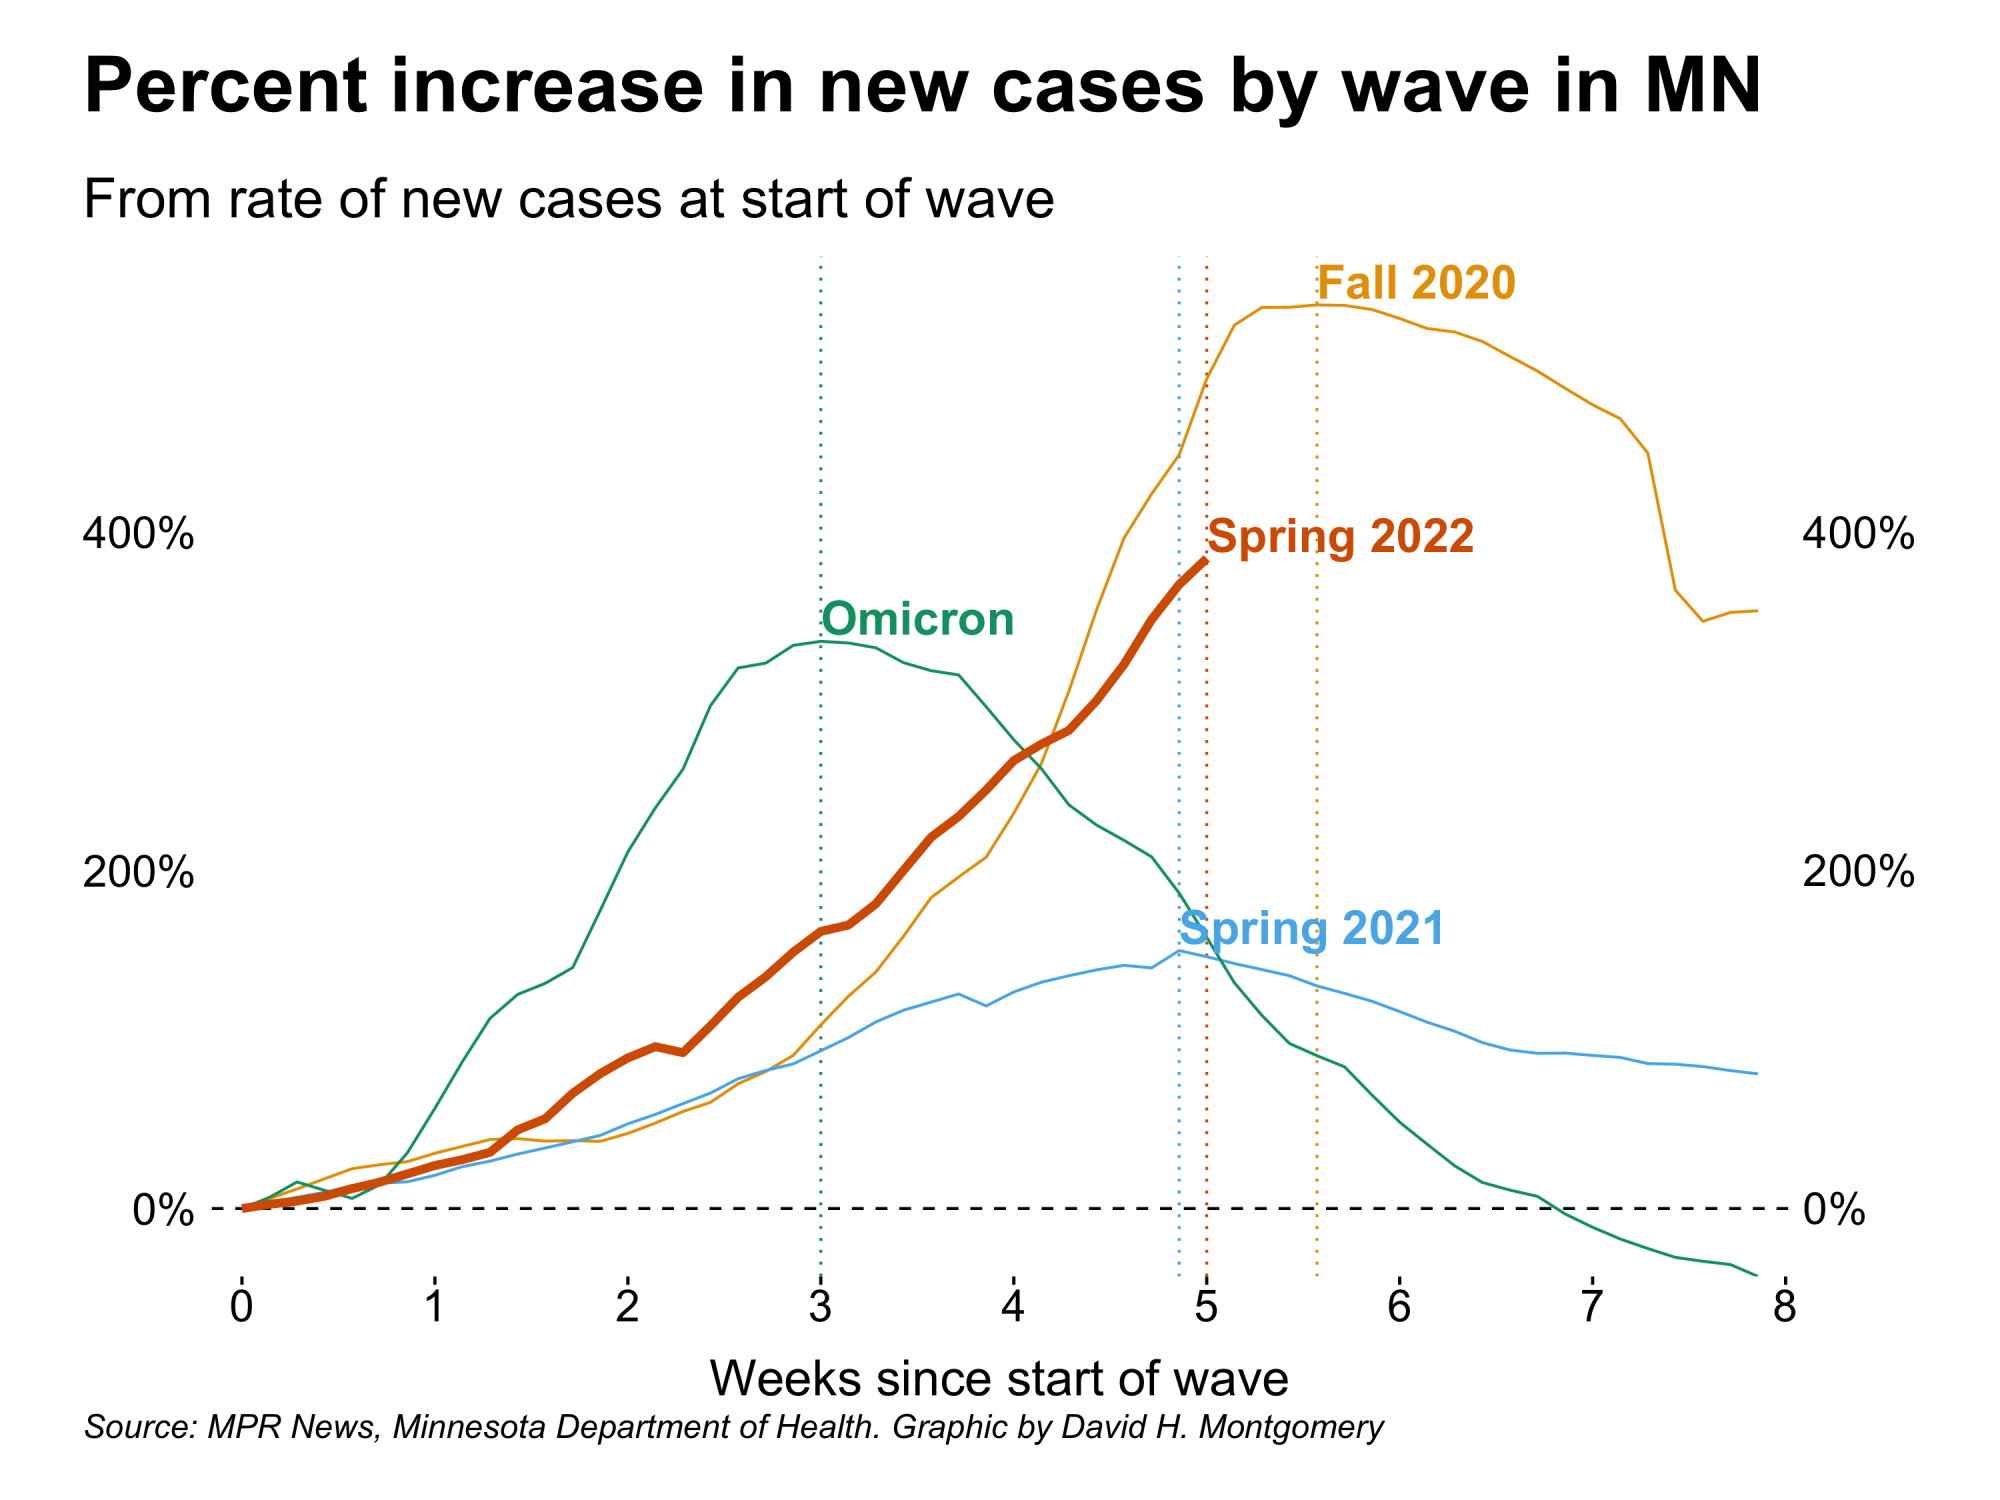 Percent increase in new cases by wave in MN
From rate of new cases at start of wave
Fall 2020
400%
Spring 2022
400%
Omicron
200%
200%
Spring 2021
0%
0%
0 1 2 3 4 5 6 7 8
Weeks since start of wave
Source: MPR News, Minnesota Department of Health. Graphic by David H. Montgomery